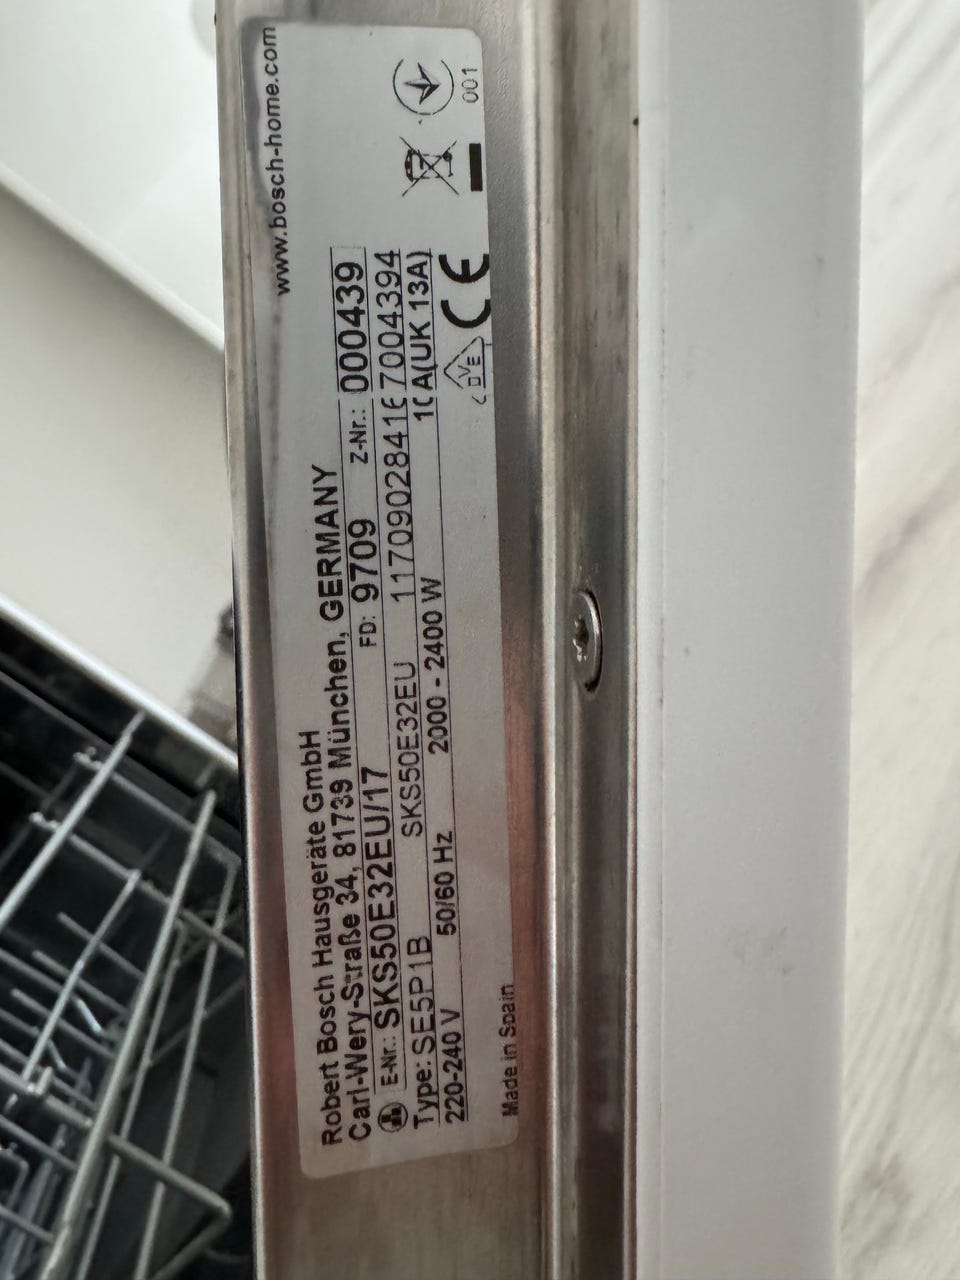 Robert Bosch Hausgeräte GmbH
www.bosch-home.com
Carl-Wery-Straße 34, 81739 München, GERMANY
E-Nr.: SKS50E32EU/17 FD: 9709 Z-Nr.: 000439
Type: SE5P1B SKS50E32EU 7004394
220-240 V 50/60 Hz 2000 - 2400 W A(UK 13A)
Made in Spain
DVE CE
001